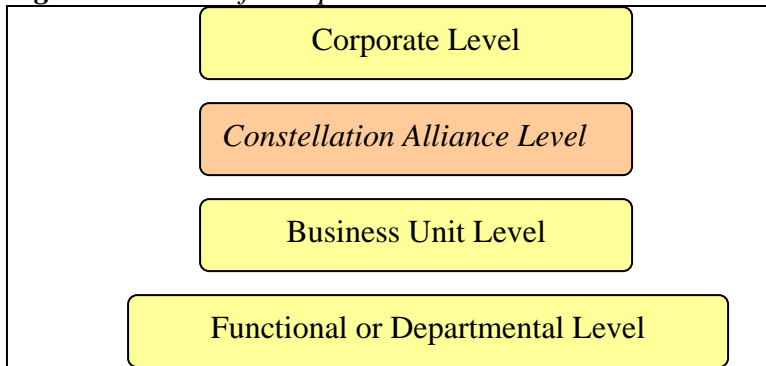 Corporate Level
Constellation Alliance Level
Business Unit Level
Functional or Departmental Level